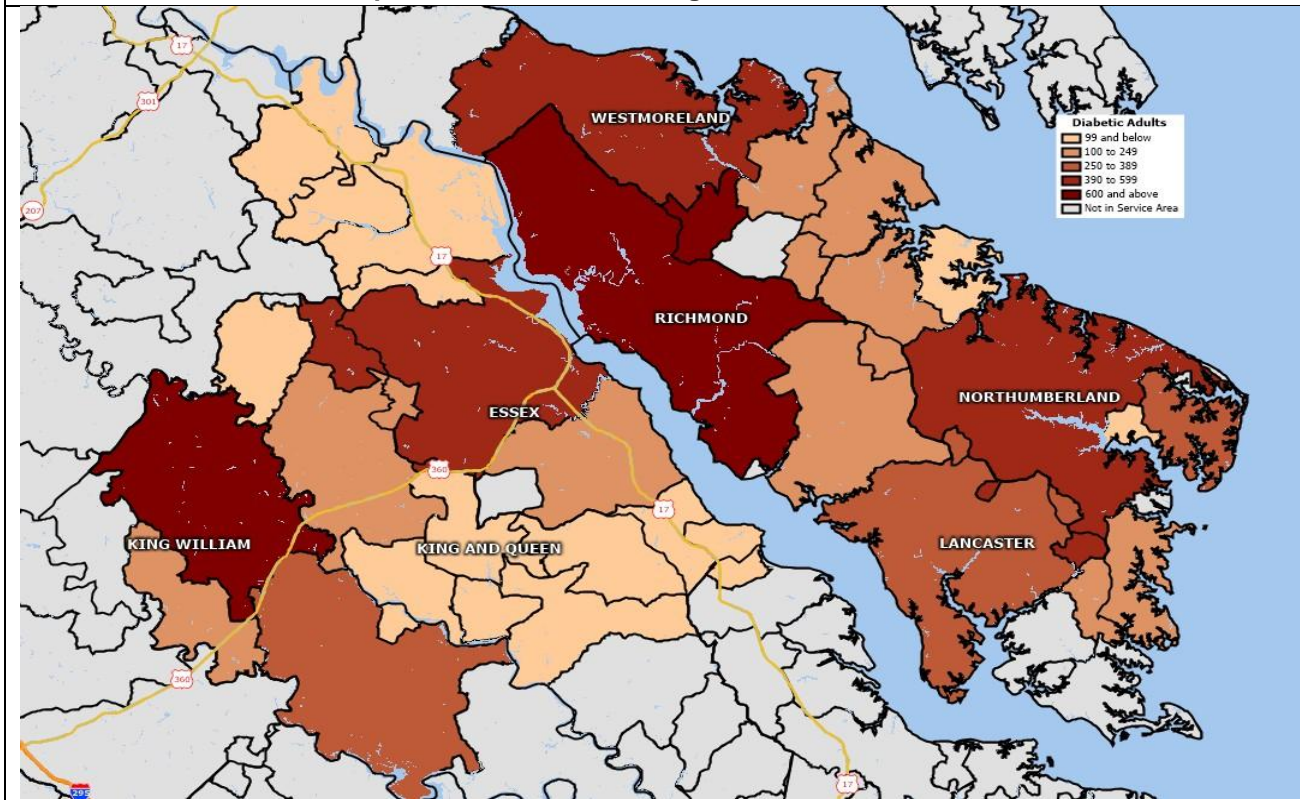 17
301
207
WESTMORELAND
Diabetic Adults
99 and below
100 to 249
250 to 389
390 to 599
600 and above
Not in Service Area
17
RICHMOND
ESSEX
NORTHUMBERLAND
360
17
KING WILLIAM
KING AND QUEEN
LANCASTER
360
295
17